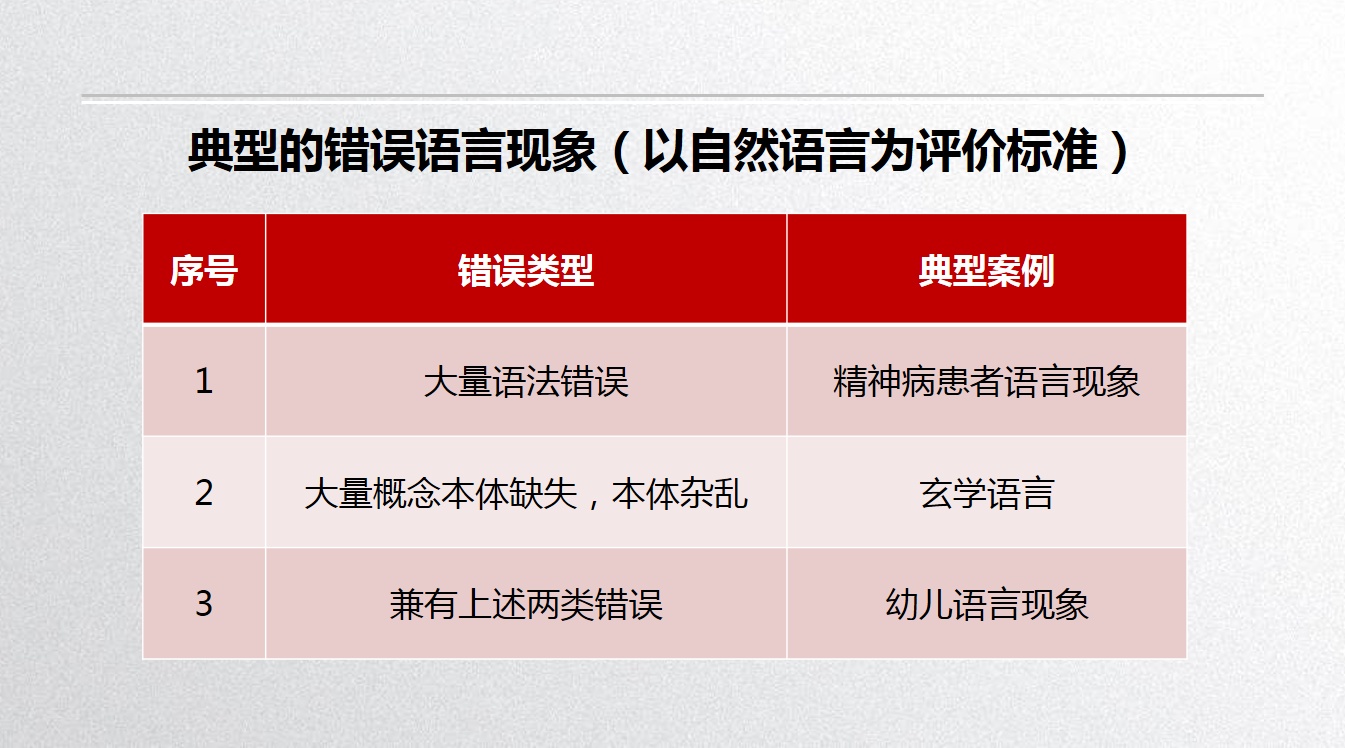 典型的错误语言现象（以自然语言为评价标准）
序号 错误类型 典型案例
1 大量语法错误 精神病患者语言现象
2 大量概念本体缺失，本体杂乱 玄学语言
3 兼有上述两类错误 幼儿语言现象